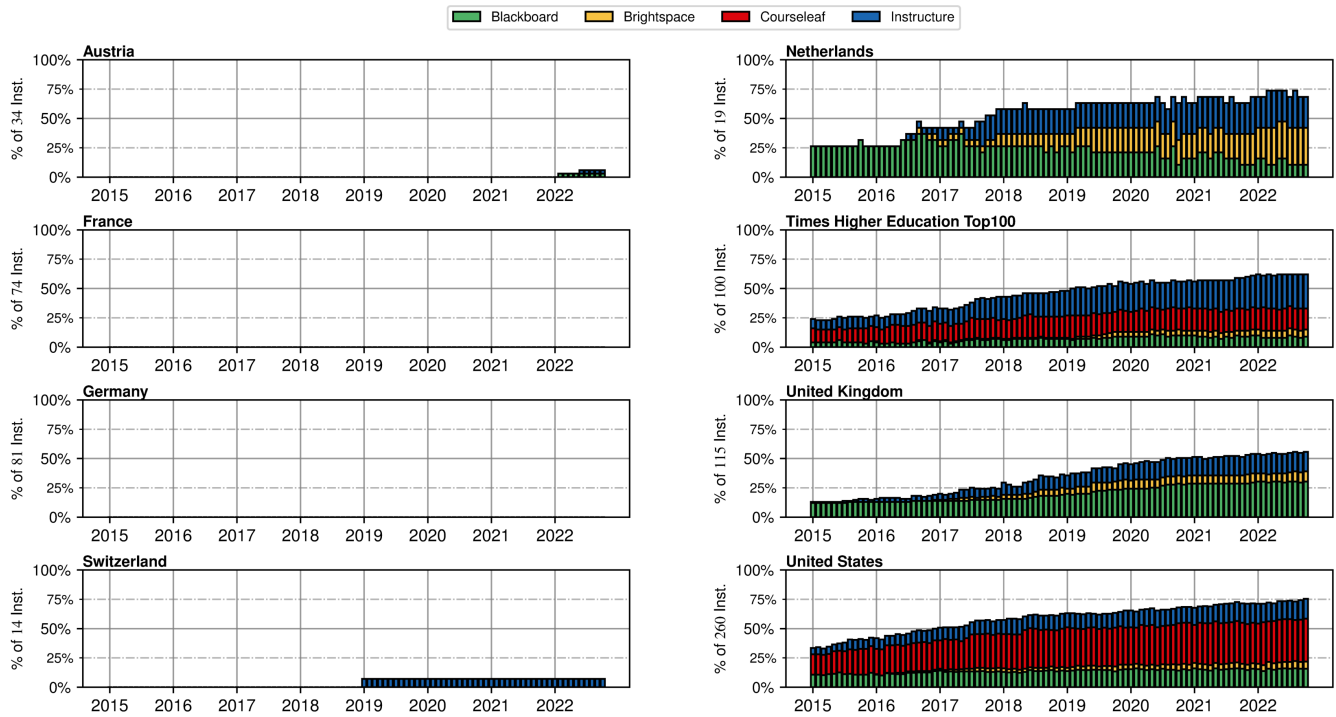 Blackboard Brightspace Courseleaf Instructure
Austria
100%
75%
50%
25%
0%
% of 34 Inst.
2015 2016 2017 2018 2019 2020 2021 2022
Netherlands
100%
75%
50%
25%
0%
% of 19 Inst.
2015 2016 2017 2018 2019 2020 2021 2022
France
100%
75%
50%
25%
0%
% of 74 Inst.
2015 2016 2017 2018 2019 2020 2021 2022
Times Higher Education Top100
100%
75%
50%
25%
0%
% of 100 Inst.
2015 2016 2017 2018 2019 2020 2021 2022
Germany
100%
75%
50%
25%
0%
% of 81 Inst.
2015 2016 2017 2018 2019 2020 2021 2022
United Kingdom
100%
75%
50%
25%
0%
% of 115 Inst.
2015 2016 2017 2018 2019 2020 2021 2022
Switzerland
100%
75%
50%
25%
0%
% of 14 Inst.
2015 2016 2017 2018 2019 2020 2021 2022
United States
100%
75%
50%
25%
0%
% of 260 Inst.
2015 2016 2017 2018 2019 2020 2021 2022